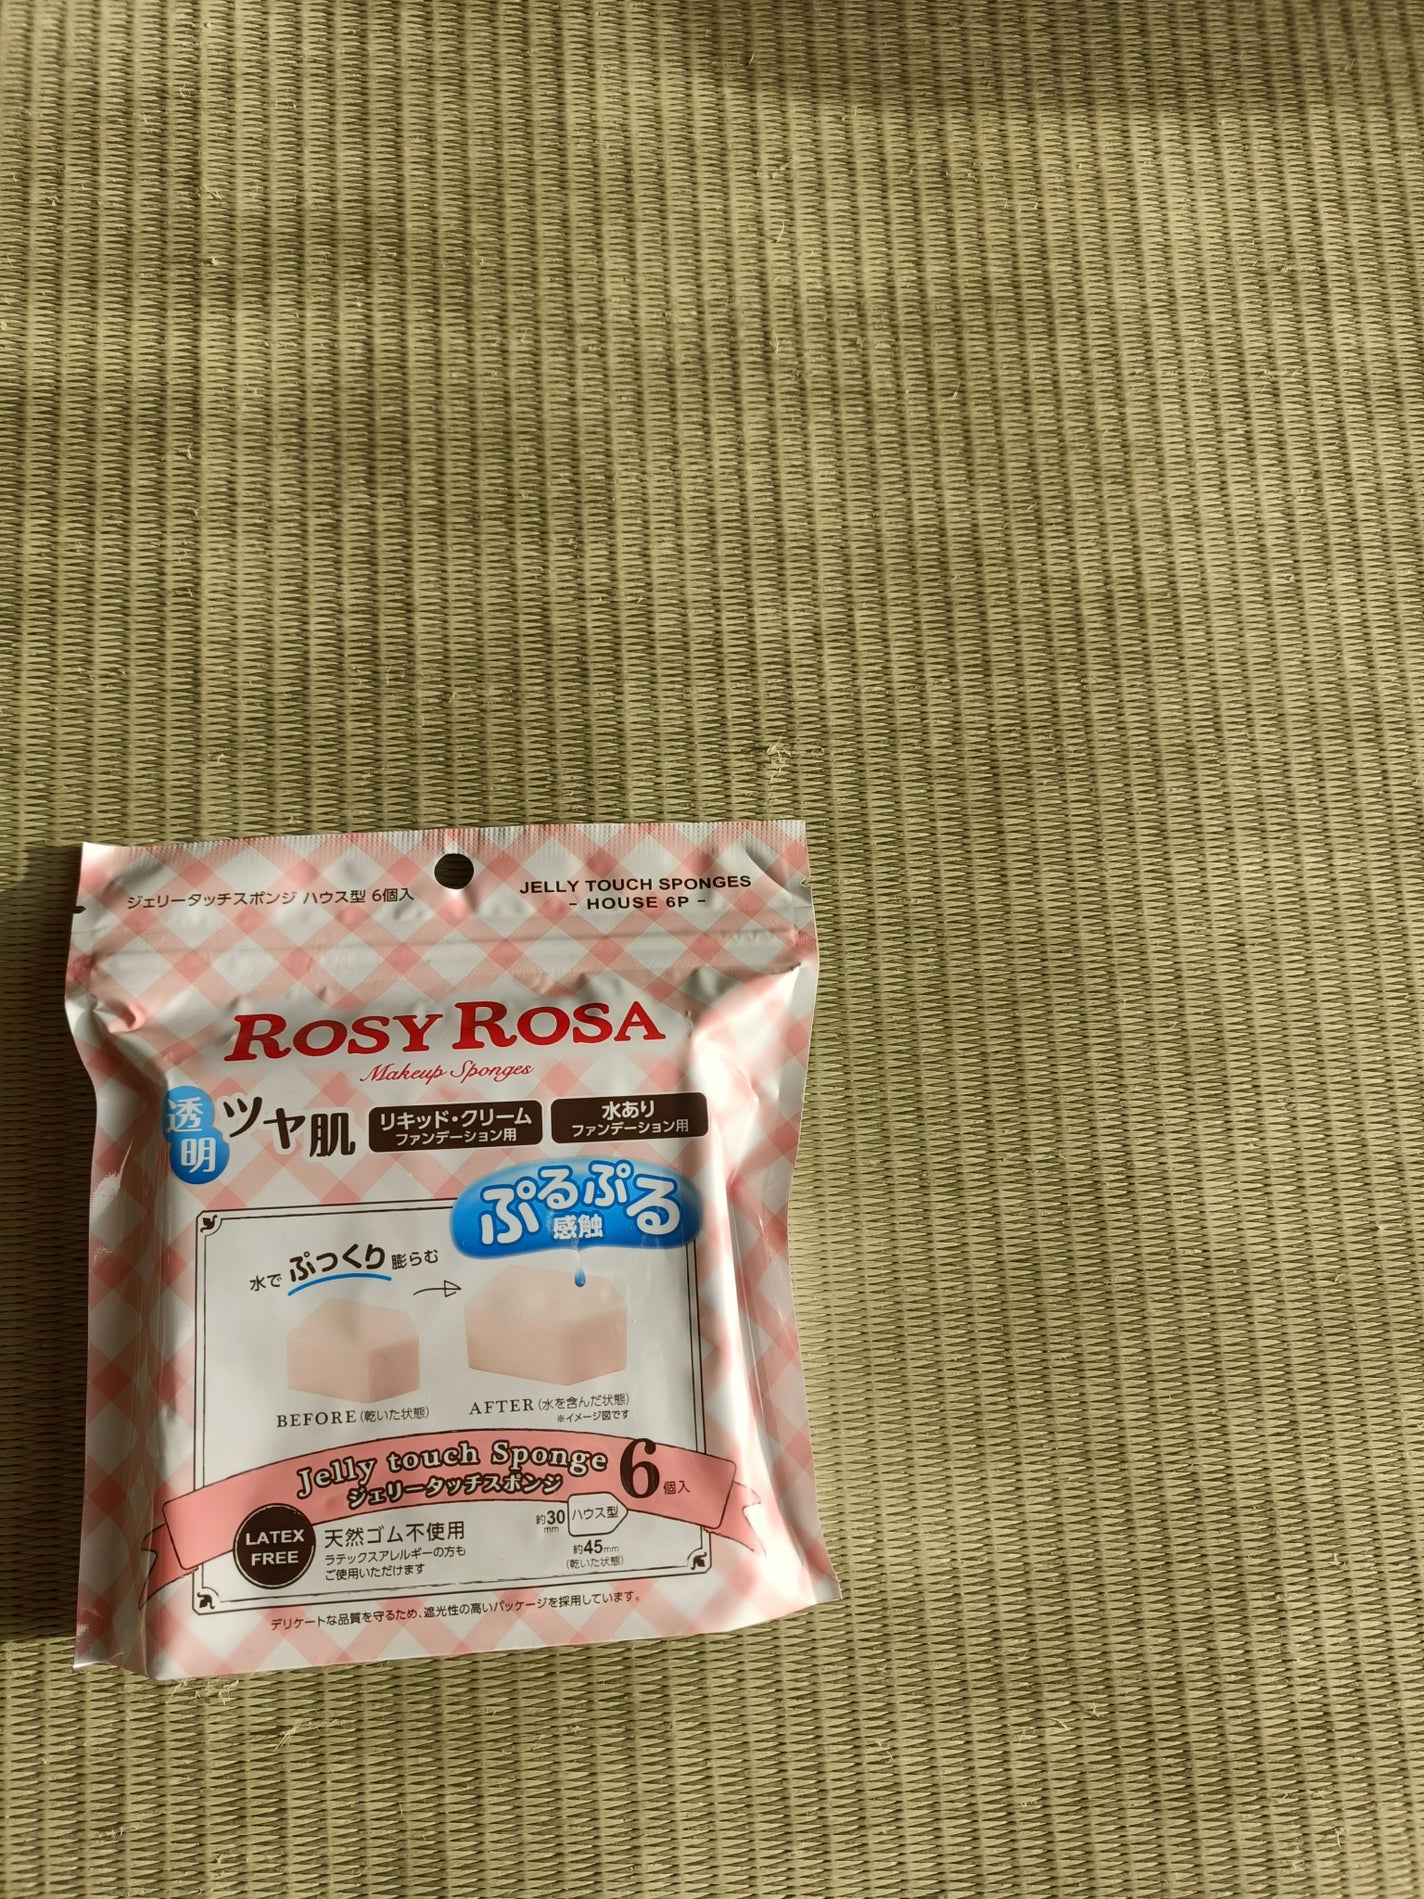 ジェリータッチスポンジ ハウス型 6個入
JELLY TOUCH SPONGES
- HOUSE 6P -
ROSY ROSA
Makeup Sponges
透明
ツヤ肌
リキッド・クリーム
ファンデーション用
水あり
ファンデーション用
ぷるぷる
感触
水で ぷっくり 膨らむ
BEFORE (乾いた状態)
AFTER (水を含んだ状態)
※イメージ図です
Jelly touch Sponge
ジェリータッチスポンジ
6個入
LATEX
FREE
天然ゴム不使用
ラテックスアレルギーの方も
ご使用いただけます
約30mm
ハウス型
約45mm
(乾いた状態)
デリケートな品質を守るため、遮光性の高いパッケージを採用しています。